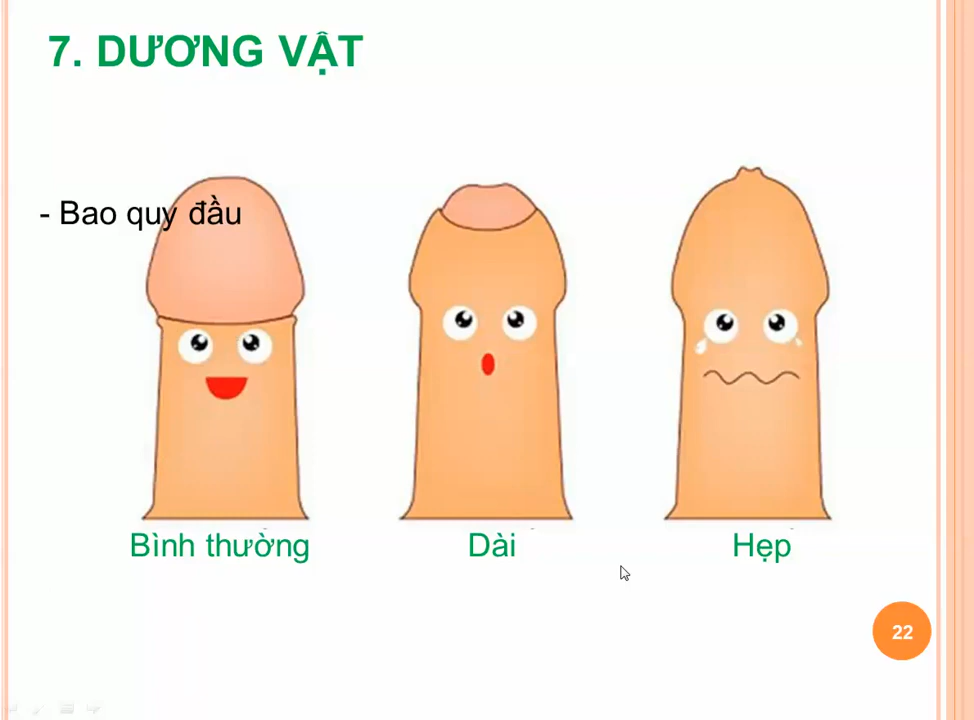 7. DƯƠNG VẬT
- Bao quy đầu
Bình thường
Dài
Hẹp
22